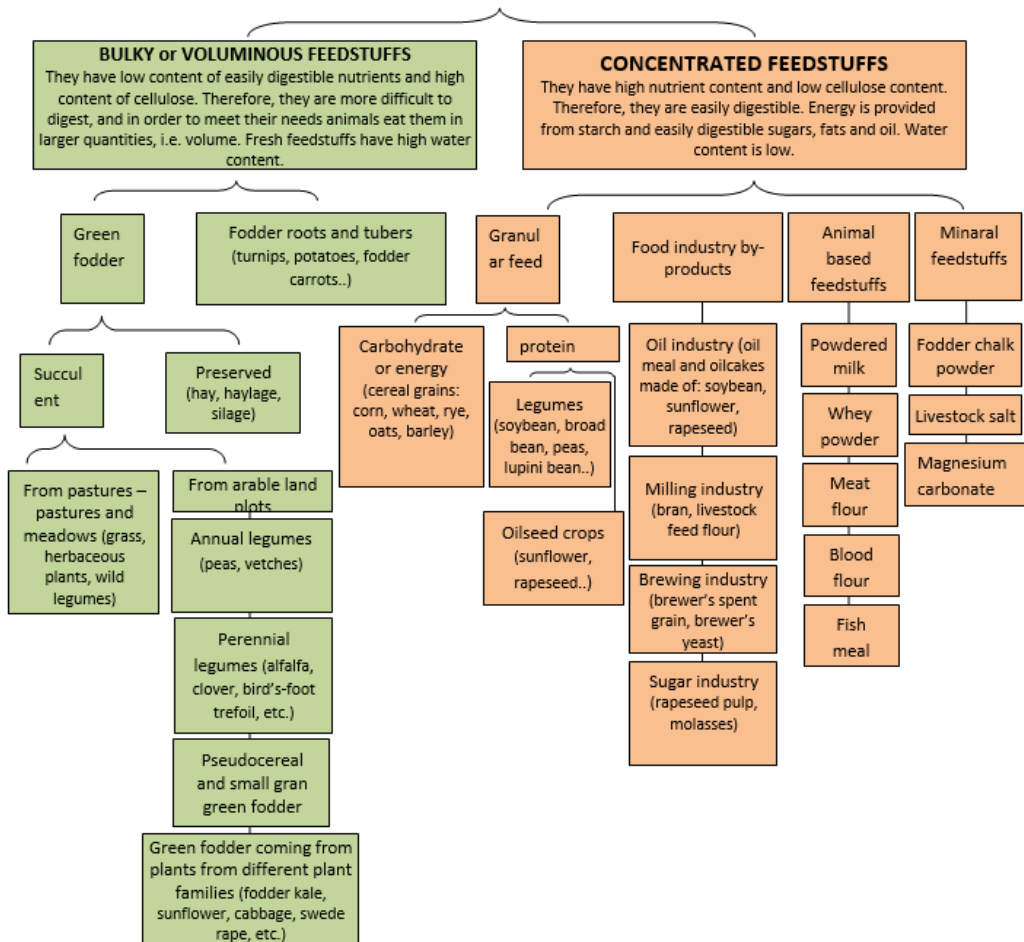 BULKY or VOLUMINOUS FEEDSTUFFS
They have low content of easily digestible nutrients and high
content of cellulose. Therefore, they are more difficult to
digest, and in order to meet their needs animals eat them in
larger quantities, i.e. volume. Fresh feedstuffs have high water
content.
CONCENTRATED FEEDSTUFFS
They have high nutrient content and low cellulose content.
Therefore, they are easily digestible. Energy is provided
from starch and easily digestible sugars, fats and oil. Water
content is low.
Green
fodder
Fodder roots and tubers
(turnips, potatoes, fodder
carrots..)
Granul
ar feed
Food industry by-
products
Animal
based
feedstuffs
Minaral
feedstuffs
Succul
ent
Preserved
(hay, haylage,
silage)
Carbohydrate
or energy
(cereal grains:
corn, wheat, rye,
oats, barley)
protein
Legumes
(soybean, broad
bean, peas,
lupini bean..)
Oilseed crops
(sunflower,
rapeseed..)
Oil industry (oil
meal and oilcakes
made of: soybean,
sunflower,
rapeseed)
Milling industry
(bran, livestock
feed flour)
Brewing industry
(brewer's spent
grain, brewer's
yeast)
Sugar industry
(rapeseed pulp,
molasses)
Powdered
milk
Whey
powder
Meat
flour
Blood
flour
Fish
meal
Fodder chalk
powder
Livestock salt
Magnesium
carbonate
From pastures –
pastures and
meadows (grass,
herbaceous
plants, wild
legumes)
From arable land
plots
Annual legumes
(peas, vetches)
Perennial
legumes (alfalfa,
clover, bird's-foot
trefoil, etc.)
Pseudocereal
and small gran
green fodder
Green fodder coming from
plants from different plant
families (fodder kale,
sunflower, cabbage, swede
rape, etc.)